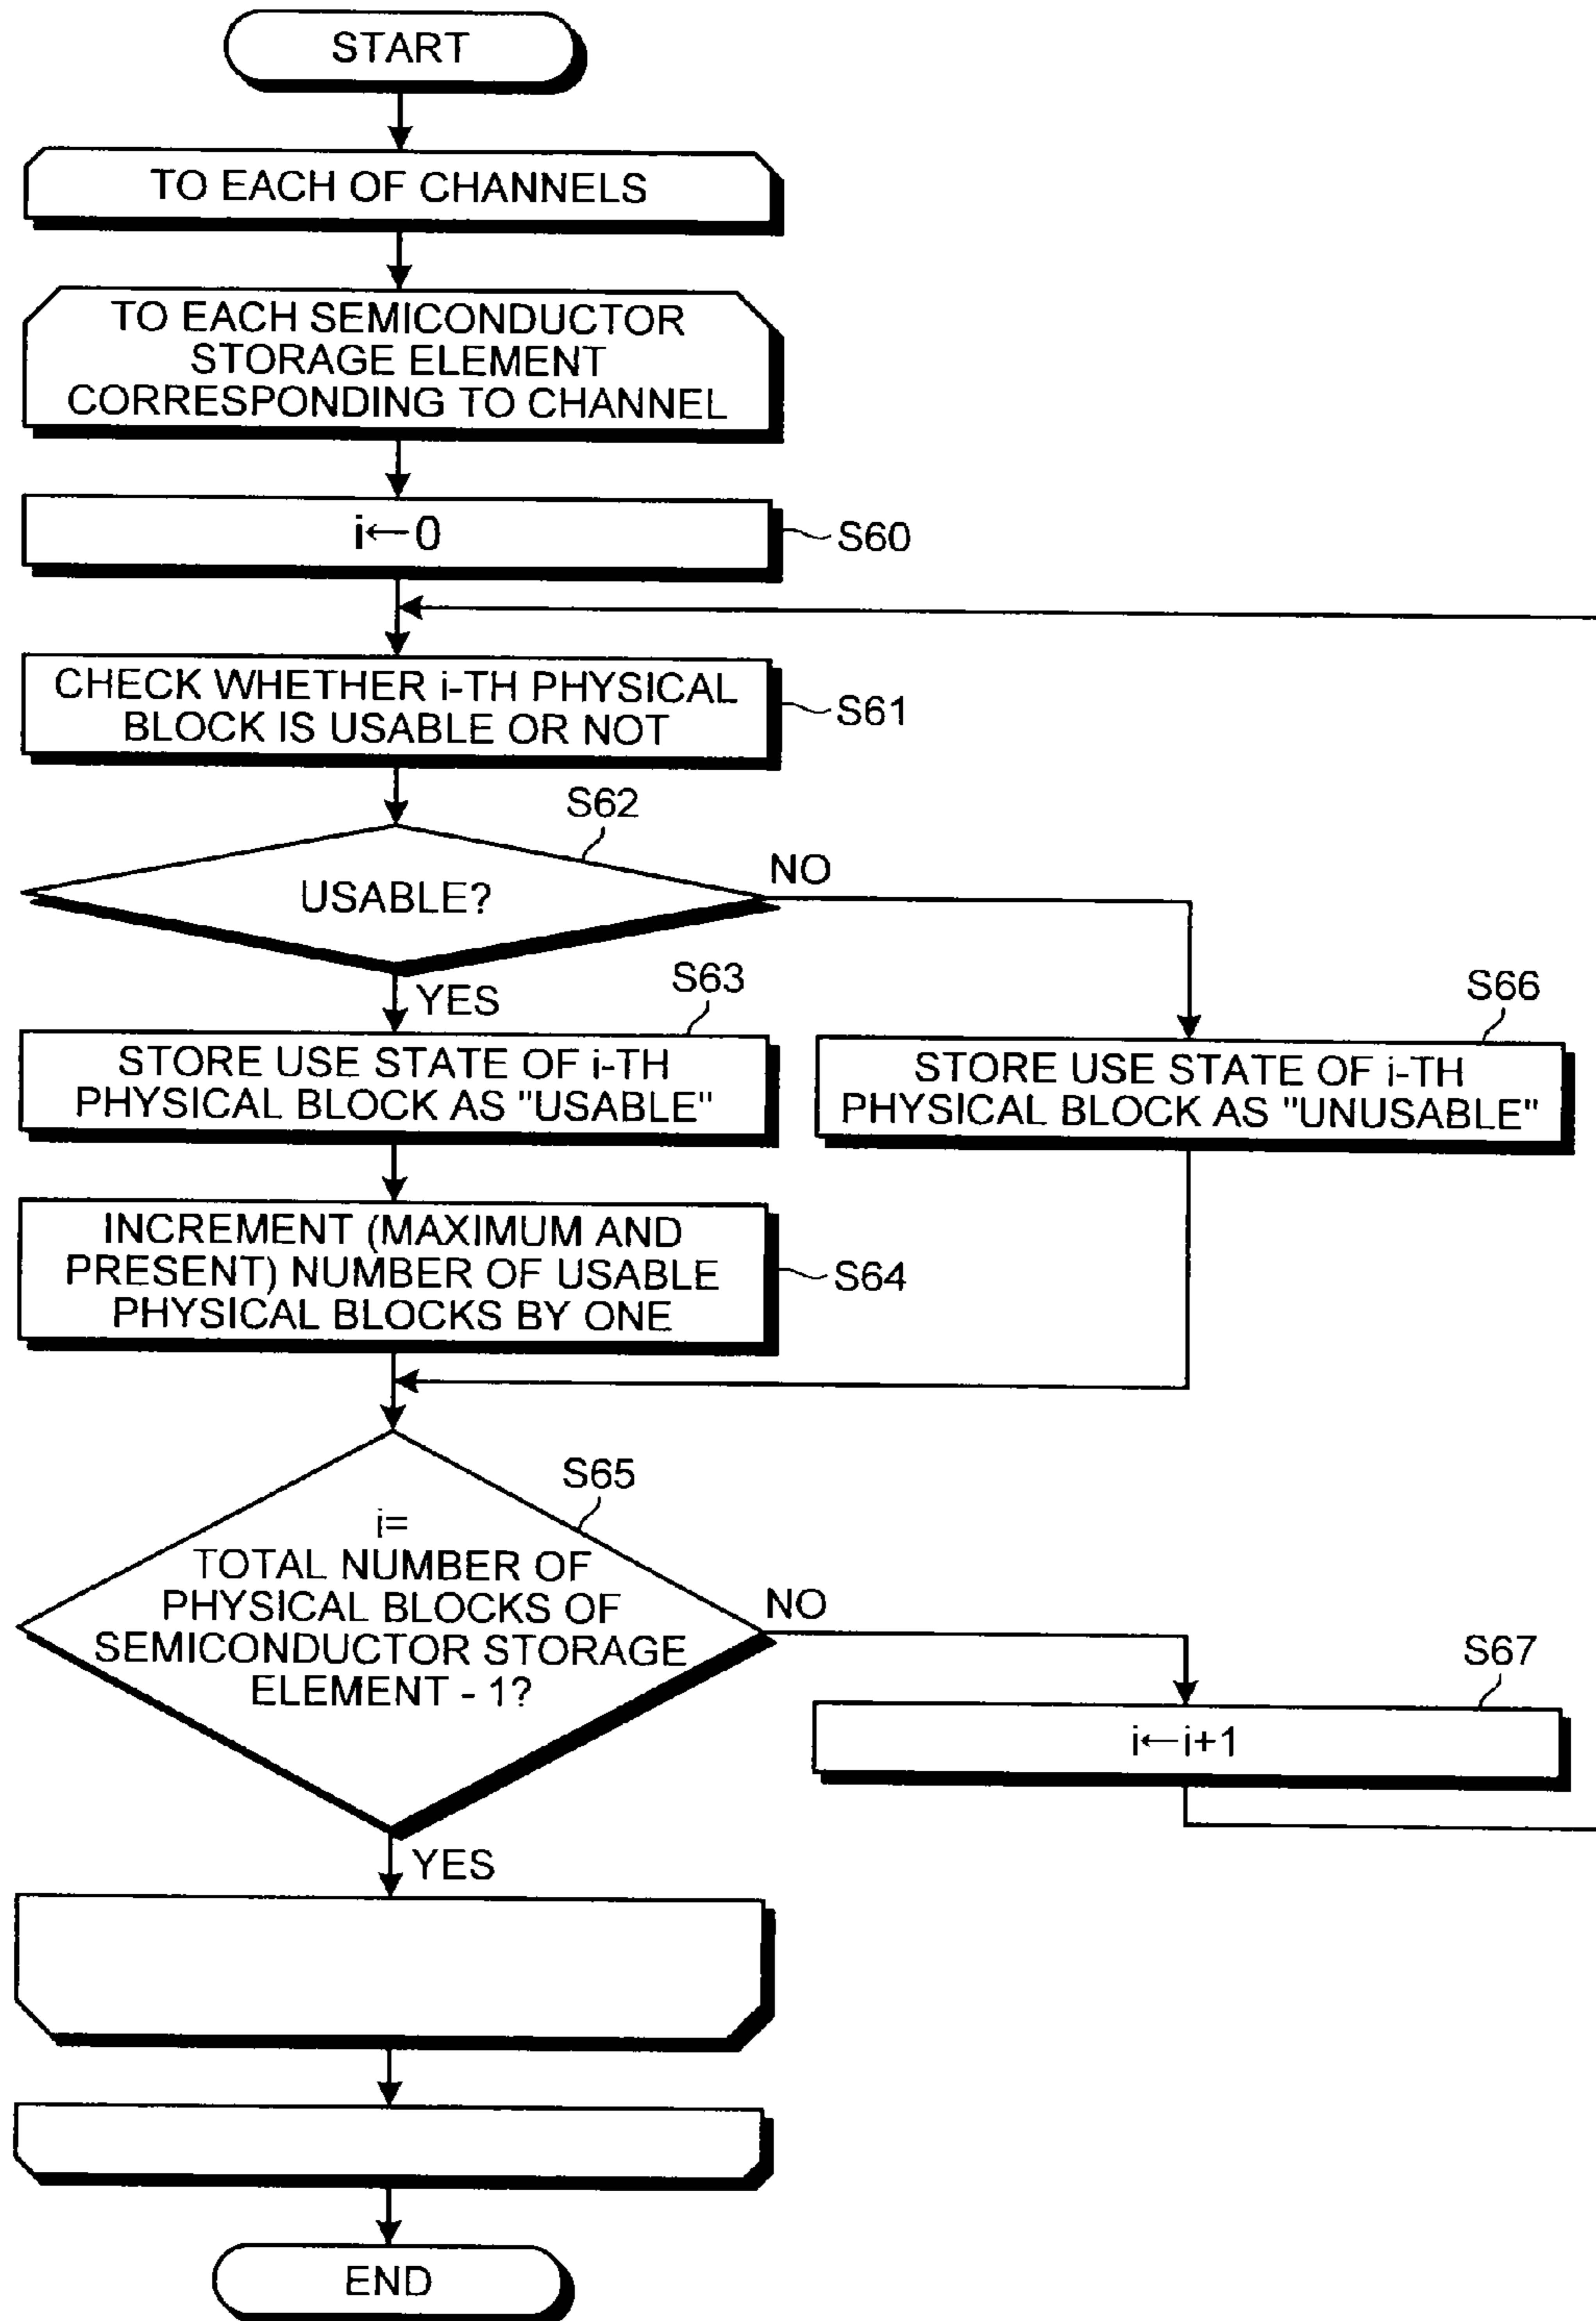 START
TO EACH OF CHANNELS
TO EACH SEMICONDUCTOR
STORAGE ELEMENT
CORRESPONDING TO CHANNEL
i←0
S60
CHECK WHETHER i-TH PHYSICAL
BLOCK IS USABLE OR NOT
S61
S62
USABLE?
NO
YES
S63
STORE USE STATE OF i-TH
PHYSICAL BLOCK AS "USABLE"
S66
STORE USE STATE OF i-TH
PHYSICAL BLOCK AS "UNUSABLE"
INCREMENT (MAXIMUM AND
PRESENT) NUMBER OF USABLE
PHYSICAL BLOCKS BY ONE
S64
S65
i=
TOTAL NUMBER OF
PHYSICAL BLOCKS OF
SEMICONDUCTOR STORAGE
ELEMENT - 1?
NO
S67
i←i+1
YES
END